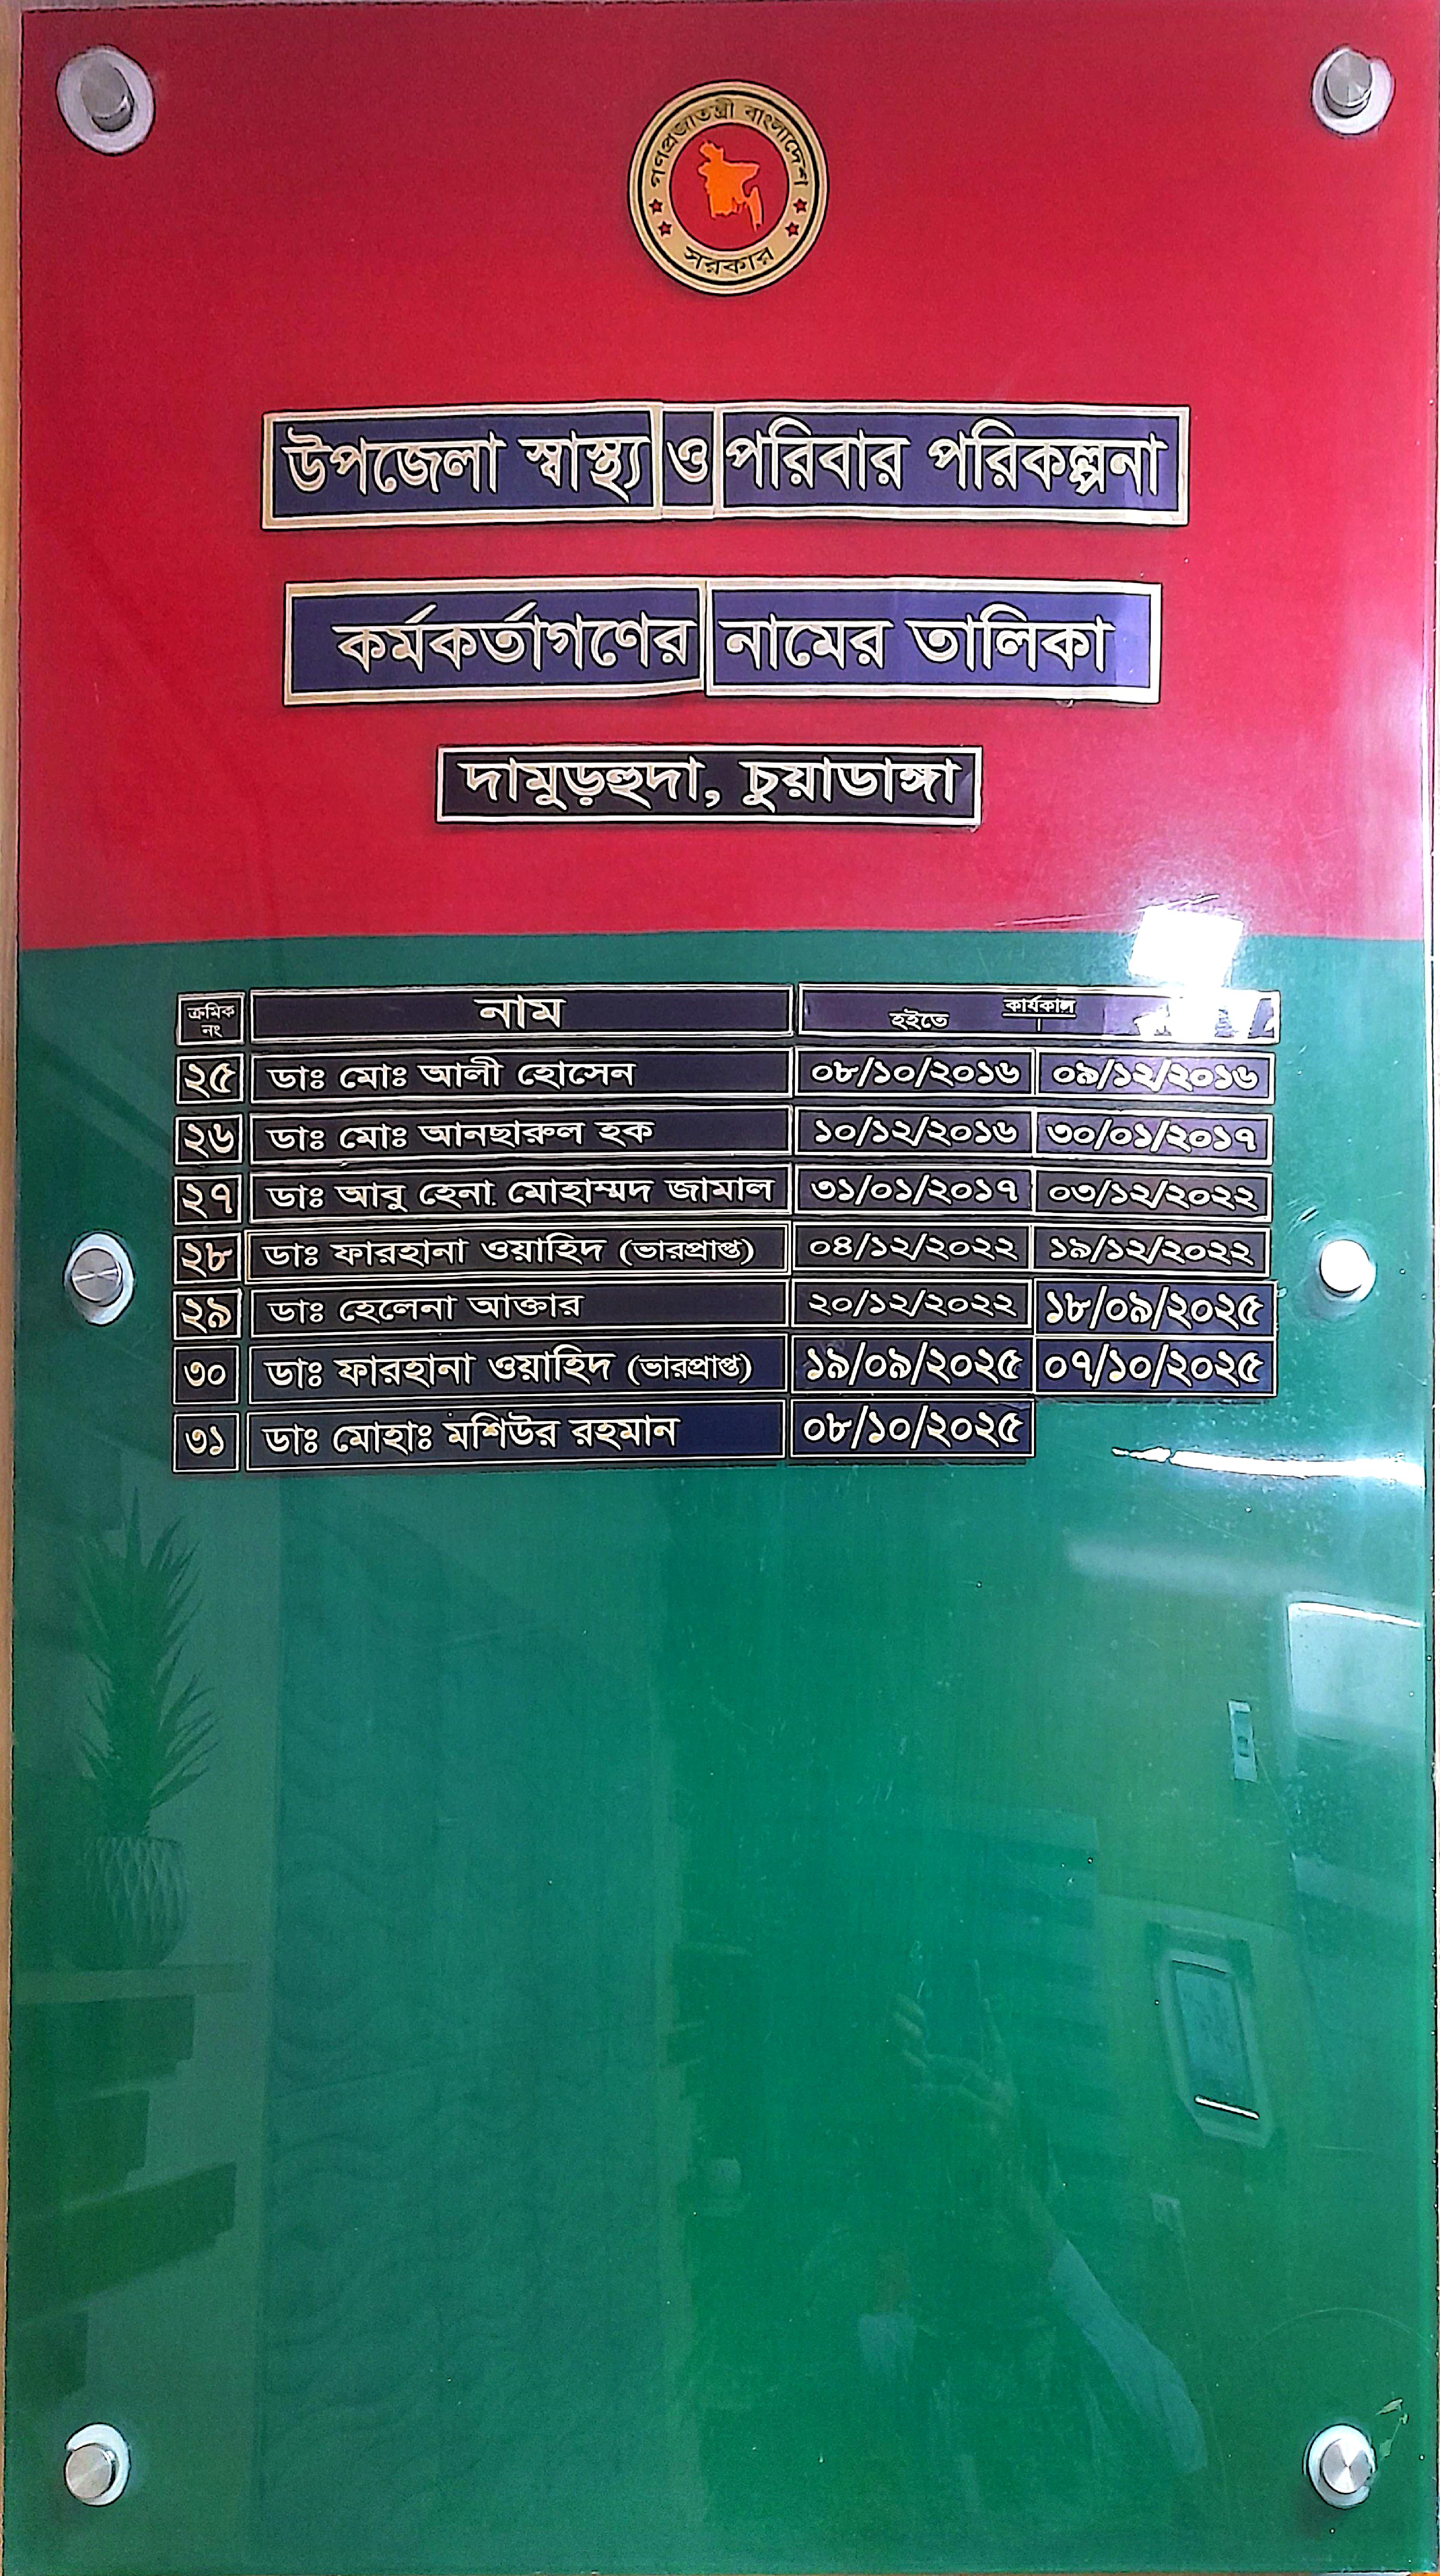 গণপ্রজাতন্ত্রী বাংলাদেশ
সরকার
উপজেলা স্বাস্থ্য ও পরিবার পরিকল্পনা
কর্মকর্তাগণের নামের তালিকা
দামুড়হুদা, চুয়াডাঙ্গা
ক্রমিক নং নাম কার্যকাল
হইতে
২৫ ডাঃ মোঃ আলী হোসেন ০৮/১০/২০১৬ ০৯/১২/২০১৬
২৬ ডাঃ মোঃ আনছারুল হক ১০/১২/২০১৬ ৩০/০১/২০১৭
২৭ ডাঃ আবু হেনা মোহাম্মদ জামাল ৩১/০১/২০১৭ ০৩/১২/২০২২
২৮ ডাঃ ফারহানা ওয়াহিদ (ভারপ্রাপ্ত) ০৪/১২/২০২২ ১৯/১২/২০২২
২৯ ডাঃ হেলেনা আক্তার ২০/১২/২০২২ ১৮/০৯/২০২৫
৩০ ডাঃ ফারহানা ওয়াহিদ (ভারপ্রাপ্ত) ১৯/০৯/২০২৫ ০৭/১০/২০২৫
৩১ ডাঃ মোহাঃ মশিউর রহমান ০৮/১০/২০২৫